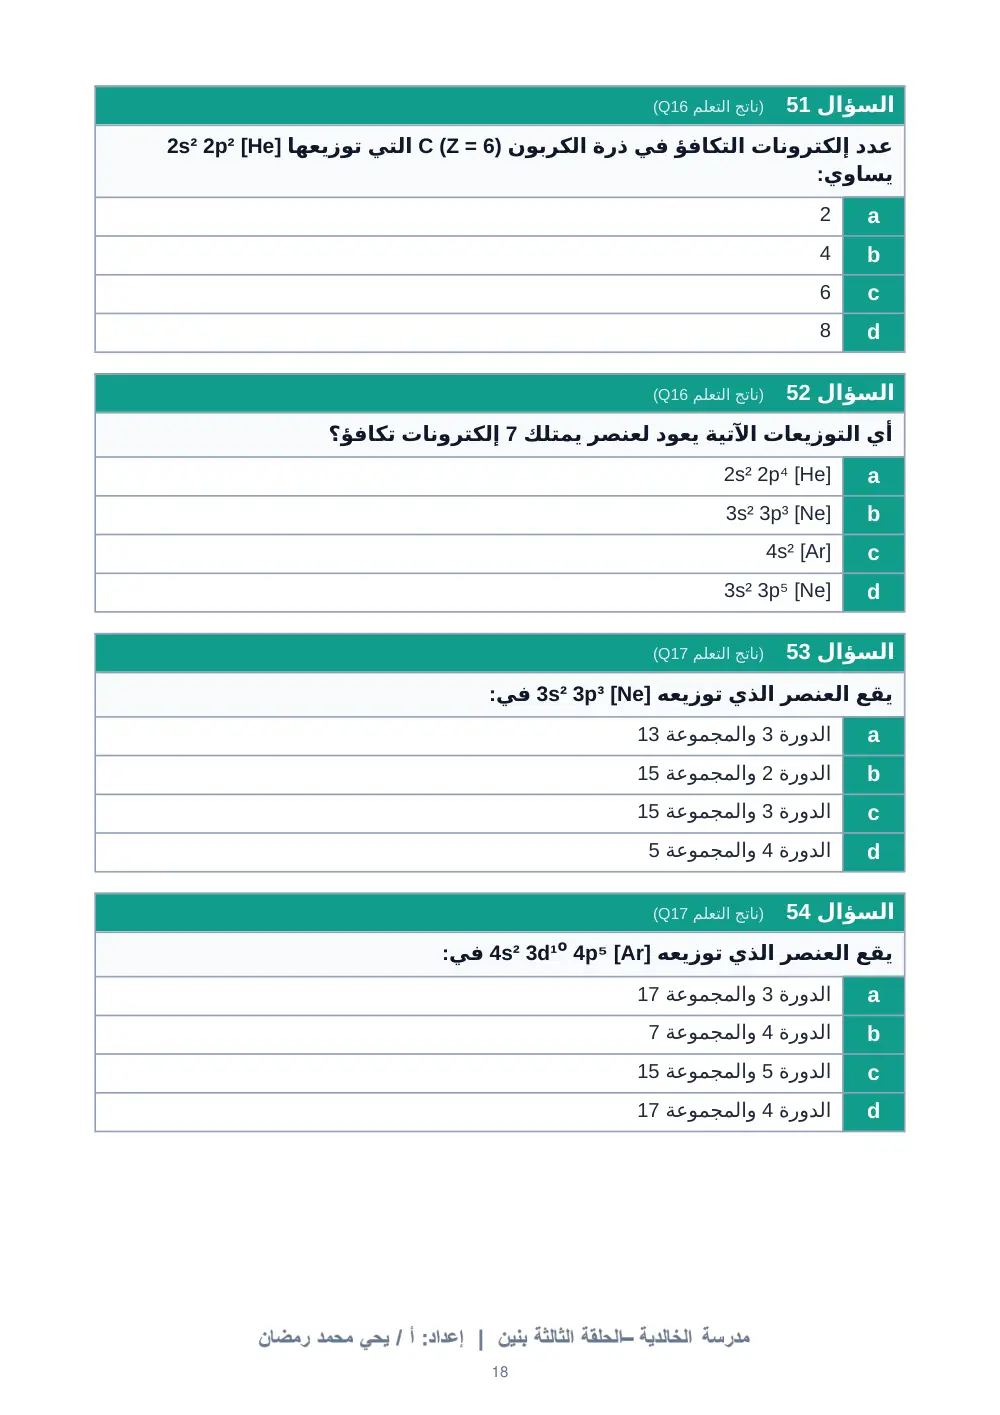 السؤال 51 (ناتج التعلم Q16)
عدد إلكترونات التكافؤ في ذرة الكربون C (Z = 6) التي توزيعها [He] 2s² 2p²
يساوي:
a 2
b 4
c 6
d 8
السؤال 52 (ناتج التعلم Q16)
أي التوزيعات الآتية يعود لعنصر يمتلك 7 إلكترونات تكافؤ؟
a [He] 2s² 2p⁴
b [Ne] 3s² 3p³
c [Ar] 4s²
d [Ne] 3s² 3p⁵
السؤال 53 (ناتج التعلم Q17)
يقع العنصر الذي توزيعه [Ne] 3s² 3p³ في:
a الدورة 3 والمجموعة 13
b الدورة 2 والمجموعة 15
c الدورة 3 والمجموعة 15
d الدورة 4 والمجموعة 5
السؤال 54 (ناتج التعلم Q17)
يقع العنصر الذي توزيعه [Ar] 4s² 3d¹⁰ 4p⁵ في:
a الدورة 3 والمجموعة 17
b الدورة 4 والمجموعة 7
c الدورة 5 والمجموعة 15
d الدورة 4 والمجموعة 17
مدرسة الخالدية –الحلقة الثالثة بنين | إعداد: أ / يحي محمد رمضان
18